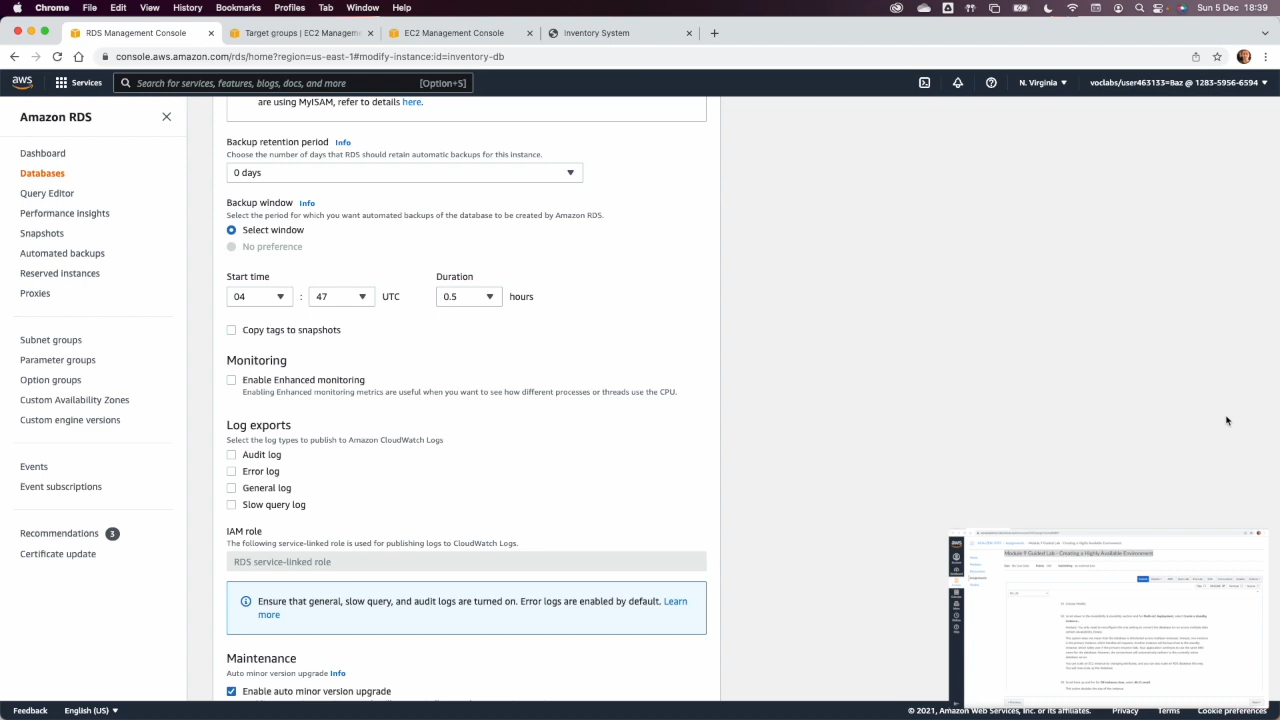 Chrome File Edit View History Bookmarks Profiles Tab Window Help Sun 5 Dec 18:39
RDS Management Console
Target groups | EC2 Managem
EC2 Management Console
Inventory System
console.aws.amazon.com/rds/home?region=us-east-1#modify-instance:id=inventory-db
aws Services Search for services, features, blogs, docs, and more [Option+S] N. Virginia voclabs/user463133=Baz @ 1283-5956-6594
Amazon RDS
Dashboard
Databases
Query Editor
Performance insights
Snapshots
Automated backups
Reserved instances
Proxies
Subnet groups
Parameter groups
Option groups
Custom Availability Zones
Custom engine versions
Events
Event subscriptions
Recommendations 3
Certificate update
are using MyISAM, refer to details here.
Backup retention period Info
Choose the number of days that RDS should retain automatic backups for this instance.
0 days
Backup window Info
Select the period for which you want automated backups of the database to be created by Amazon RDS.
Select window
No preference
Start time Duration
04 : 47 UTC 0.5 hours
Copy tags to snapshots
Monitoring
Enable Enhanced monitoring
Enabling Enhanced monitoring metrics are useful when you want to see how different processes or threads use the CPU.
Log exports
Select the log types to publish to Amazon CloudWatch Logs
Audit log
Error log
General log
Slow query log
IAM role
The following service-linked role is used for publishing logs to CloudWatch Logs.
RDS service-linked role
Ensure that general, slow query, and audit logs are turned on. Error logs are enabled by default. Learn
more
Maintenance
Auto minor version upgrade Info
Enable auto minor version upgrade
Module 9 Guided Lab - Creating a Highly Available Environment
Feedback English (US) © 2021, Amazon Web Services, Inc. or its affiliates. Privacy Terms Cookie preferences